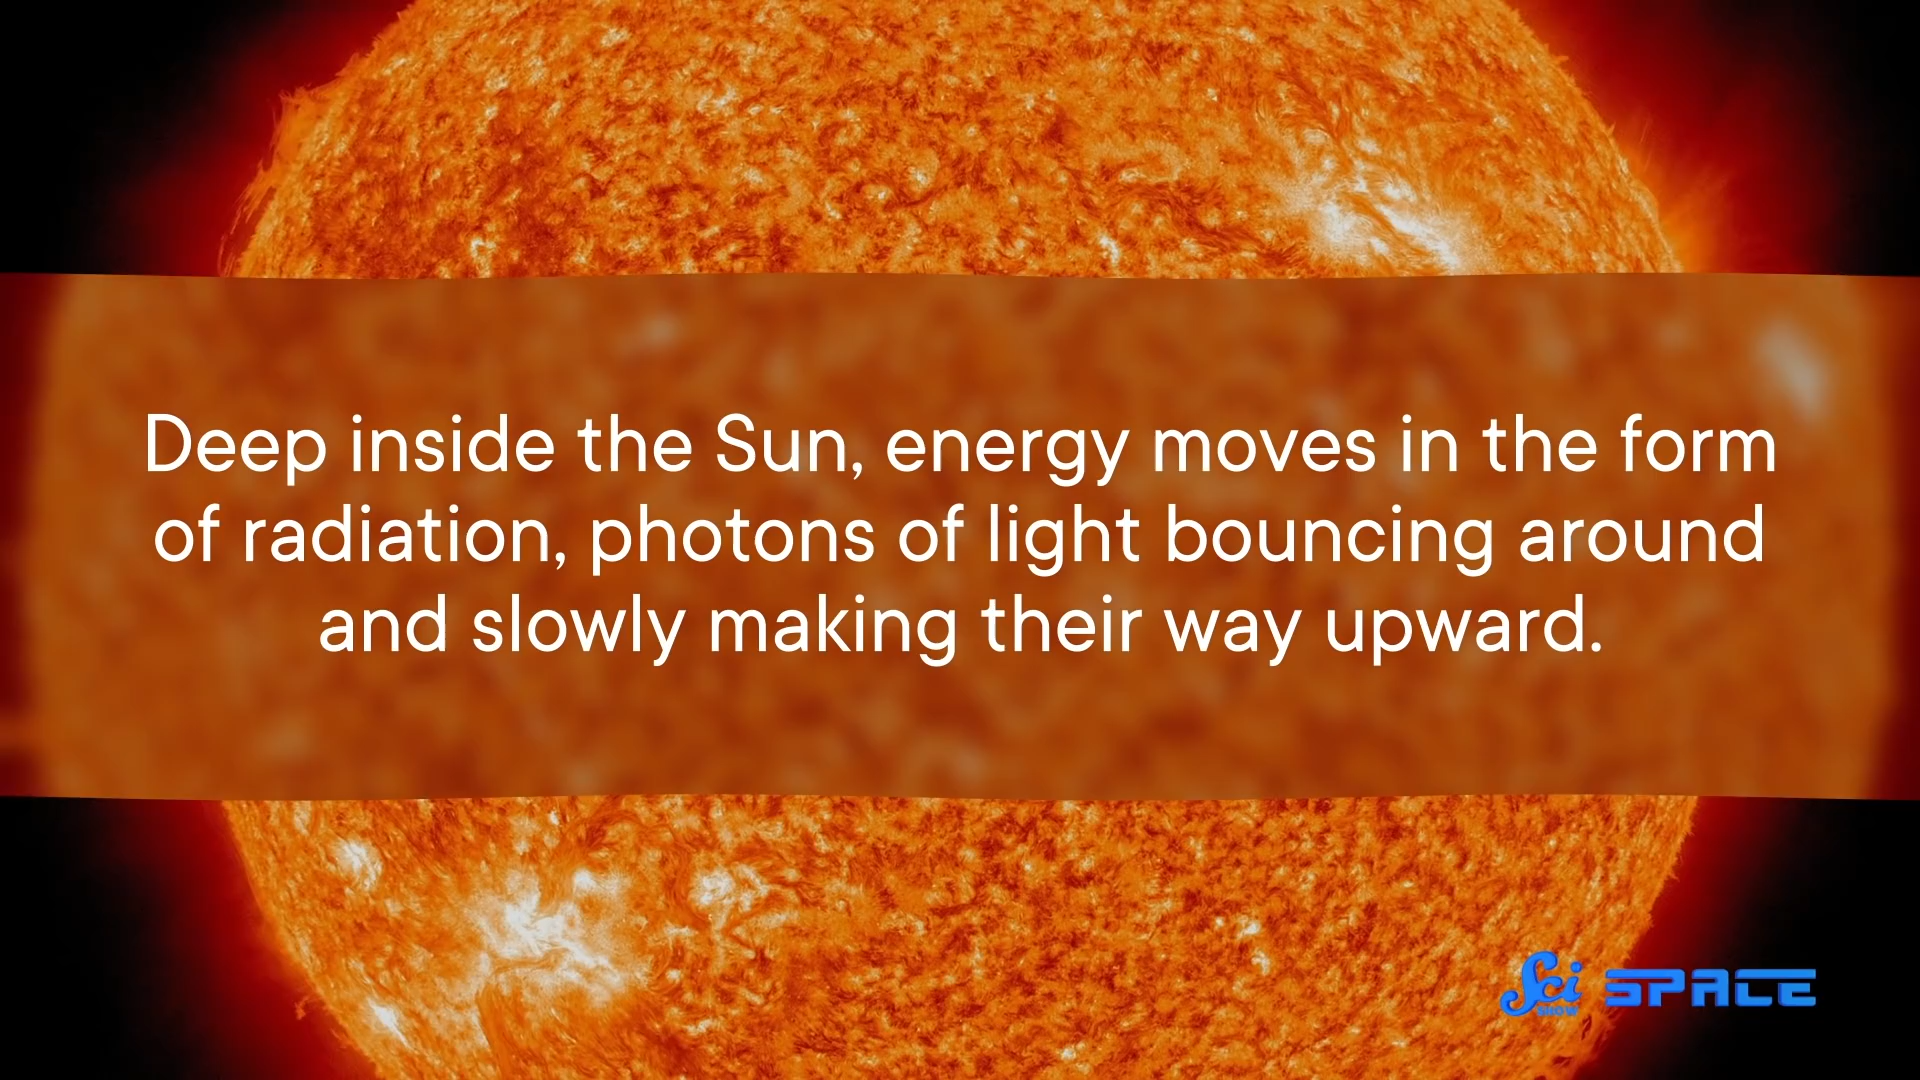 Deep inside the Sun, energy moves in the form
of radiation, photons of light bouncing around
and slowly making their way upward.
Sci SPACE
SHOW